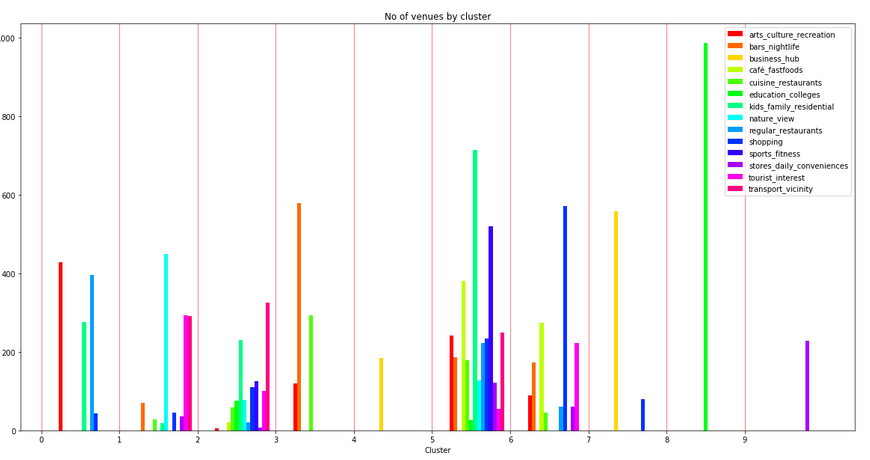 No of venues by cluster
1000
800
600
400
200
0
0 1 2 3 4 5 6 7 8 9
Cluster
arts_culture_recreation
bars_nightlife
business_hub
café_fastfoods
cuisine_restaurants
education_colleges
kids_family_residential
nature_view
regular_restaurants
shopping
sports_fitness
stores_daily_conveniences
tourist_interest
transport_vicinity